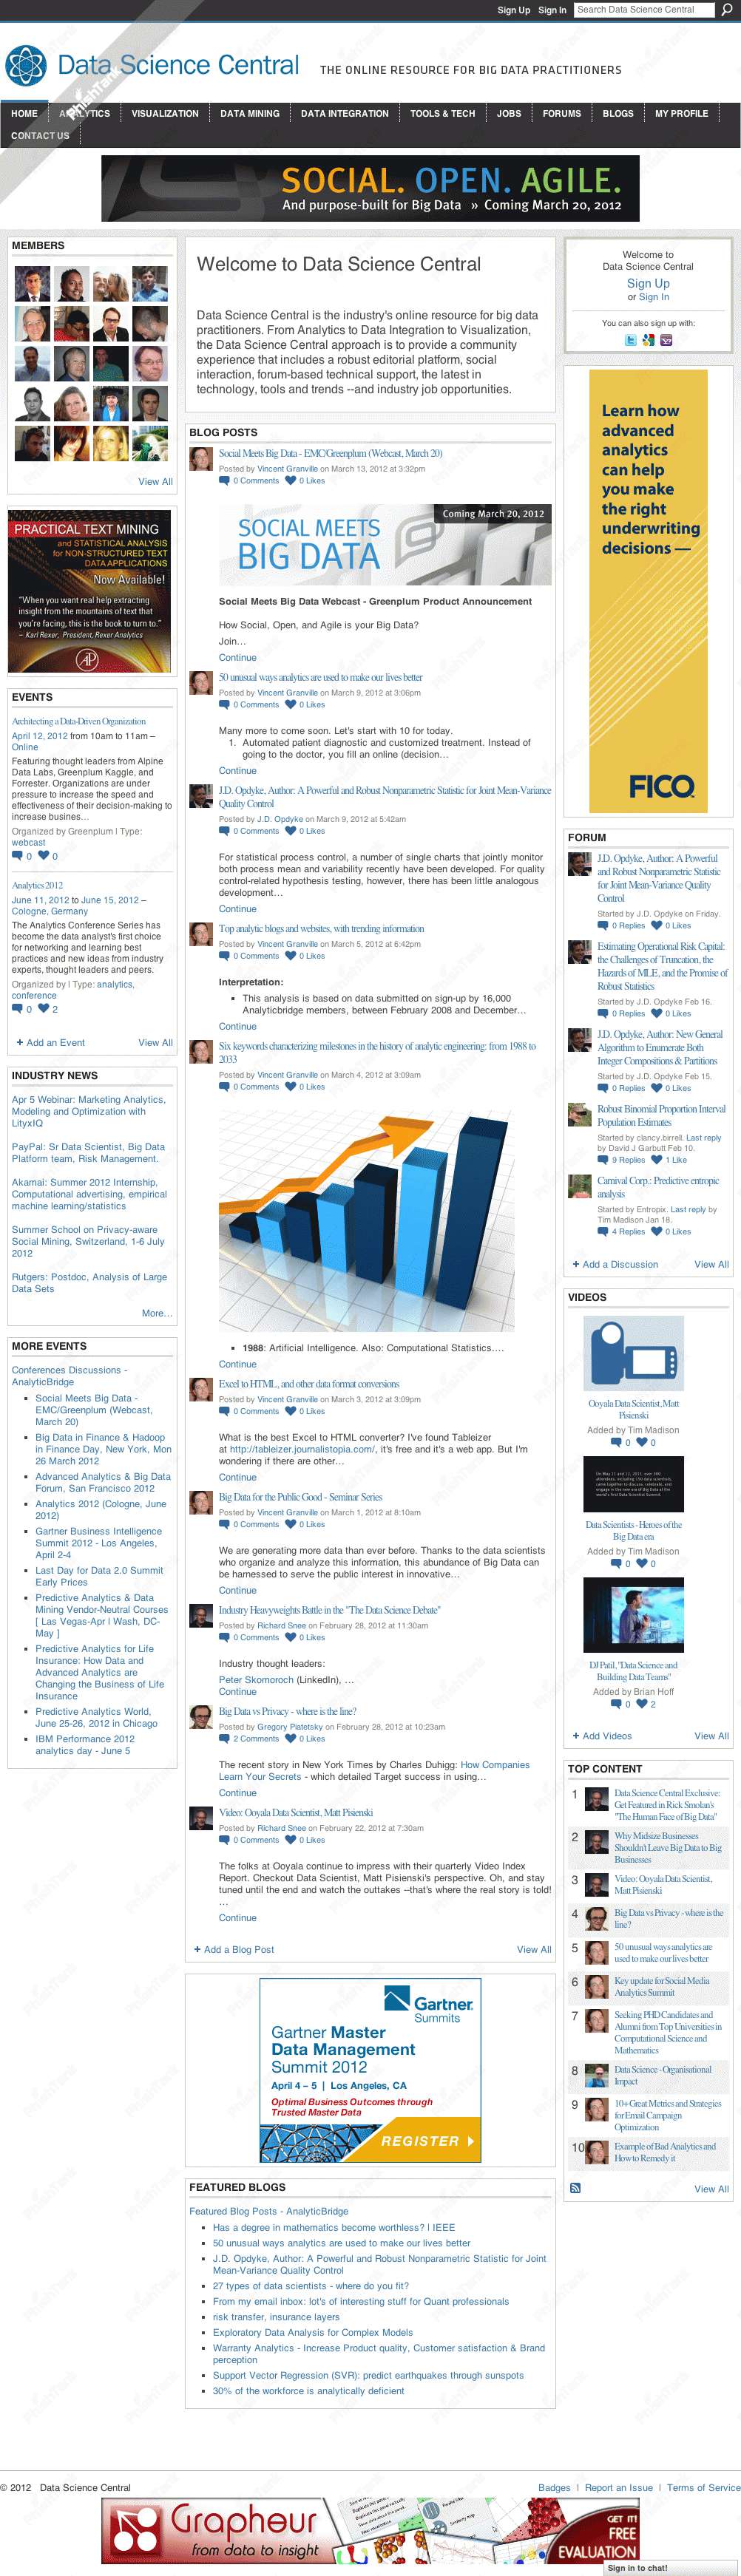 Sign Up Sign In Search Data Science Central
Data Science Central THE ONLINE RESOURCE FOR BIG DATA PRACTITIONERS
PhishTank
HOME ANALYTICS VISUALIZATION DATA MINING DATA INTEGRATION TOOLS & TECH JOBS FORUMS BLOGS MY PROFILE
CONTACT US
SOCIAL. OPEN. AGILE.
And purpose-built for Big Data » Coming March 20, 2012
MEMBERS
View All
PRACTICAL TEXT MINING
and STATISTICAL ANALYSIS
for NON-STRUCTURED TEXT
DATA APPLICATIONS
Now Available!
"When you want real help extracting
insight from the mountains of text that
you're facing, this is the book to turn to."
– Karl Rexer, President, Rexer Analytics
AP
EVENTS
Architecting a Data-Driven Organization
April 12, 2012 from 10am to 11am –
Online
Featuring thought leaders from Alpine
Data Labs, Greenplum Kaggle, and
Forrester. Organizations are under
pressure to increase the speed and
effectiveness of their decision-making to
increase busines…
Organized by Greenplum | Type:
webcast
0 0
Analytics 2012
June 11, 2012 to June 15, 2012 –
Cologne, Germany
The Analytics Conference Series has
become the data analyst's first choice
for networking and learning best
practices and new ideas from industry
experts, thought leaders and peers.
Organized by | Type: analytics,
conference
0 2
+ Add an Event View All
INDUSTRY NEWS
Apr 5 Webinar: Marketing Analytics,
Modeling and Optimization with
LityxIQ
PayPal: Sr Data Scientist, Big Data
Platform team, Risk Management.
Akamai: Summer 2012 Internship,
Computational advertising, empirical
machine learning/statistics
Summer School on Privacy-aware
Social Mining, Switzerland, 1-6 July
2012
Rutgers: Postdoc, Analysis of Large
Data Sets
More…
MORE EVENTS
Conferences Discussions -
AnalyticBridge
Social Meets Big Data -
EMC/Greenplum (Webcast,
March 20)
Big Data in Finance & Hadoop
in Finance Day, New York, Mon
26 March 2012
Advanced Analytics & Big Data
Forum, San Francisco 2012
Analytics 2012 (Cologne, June
2012)
Gartner Business Intelligence
Summit 2012 - Los Angeles,
April 2-4
Last Day for Data 2.0 Summit
Early Prices
Predictive Analytics & Data
Mining Vendor-Neutral Courses
[ Las Vegas-Apr | Wash, DC-
May ]
Predictive Analytics for Life
Insurance: How Data and
Advanced Analytics are
Changing the Business of Life
Insurance
Predictive Analytics World,
June 25-26, 2012 in Chicago
IBM Performance 2012
analytics day - June 5
Welcome to Data Science Central
Data Science Central is the industry's online resource for big data
practitioners. From Analytics to Data Integration to Visualization,
the Data Science Central approach is to provide a community
experience that includes a robust editorial platform, social
interaction, forum-based technical support, the latest in
technology, tools and trends --and industry job opportunities.
BLOG POSTS
Social Meets Big Data - EMC/Greenplum (Webcast, March 20)
Posted by Vincent Granville on March 13, 2012 at 3:32pm
0 Comments 0 Likes
Coming March 20, 2012
SOCIAL MEETS
BIG DATA
Social Meets Big Data Webcast - Greenplum Product Announcement
How Social, Open, and Agile is your Big Data?
Join…
Continue
50 unusual ways analytics are used to make our lives better
Posted by Vincent Granville on March 9, 2012 at 3:06pm
0 Comments 0 Likes
Many more to come soon. Let's start with 10 for today.
1. Automated patient diagnostic and customized treatment. Instead of
going to the doctor, you fill an online (decision…
Continue
J.D. Opdyke, Author: A Powerful and Robust Nonparametric Statistic for Joint Mean-Variance
Quality Control
Posted by J.D. Opdyke on March 9, 2012 at 5:42am
0 Comments 0 Likes
For statistical process control, a number of single charts that jointly monitor
both process mean and variability recently have been developed. For quality
control-related hypothesis testing, however, there has been little analogous
development…
Continue
Top analytic blogs and websites, with trending information
Posted by Vincent Granville on March 5, 2012 at 6:42pm
0 Comments 0 Likes
Interpretation:
This analysis is based on data submitted on sign-up by 16,000
Analyticbridge members, between February 2008 and December…
Continue
Six keywords characterizing milestones in the history of analytic engineering: from 1988 to
2033
Posted by Vincent Granville on March 4, 2012 at 3:09am
0 Comments 0 Likes
1988: Artificial Intelligence. Also: Computational Statistics.…
Continue
Excel to HTML, and other data format conversions
Posted by Vincent Granville on March 3, 2012 at 3:09pm
0 Comments 0 Likes
What is the best Excel to HTML converter? I've found Tableizer
at http://tableizer.journalistopia.com/, it's free and it's a web app. But I'm
wondering if there are other…
Continue
Big Data for the Public Good - Seminar Series
Posted by Vincent Granville on March 1, 2012 at 8:10am
0 Comments 0 Likes
We are generating more data than ever before. Thanks to the data scientists
who organize and analyze this information, this abundance of Big Data can
be harnessed to serve the public interest in innovative…
Continue
Industry Heavyweights Battle in the "The Data Science Debate"
Posted by Richard Snee on February 28, 2012 at 11:30am
0 Comments 0 Likes
Industry thought leaders:
Peter Skomoroch (LinkedIn), …
Continue
Big Data vs Privacy - where is the line?
Posted by Gregory Piatetsky on February 28, 2012 at 10:23am
2 Comments 0 Likes
The recent story in New York Times by Charles Duhigg: How Companies
Learn Your Secrets - which detailed Target success in using…
Continue
Video: Ooyala Data Scientist, Matt Pisienski
Posted by Richard Snee on February 22, 2012 at 7:30am
0 Comments 0 Likes
The folks at Ooyala continue to impress with their quarterly Video Index
Report. Checkout Data Scientist, Matt Pisienski's perspective. Oh, and stay
tuned until the end and watch the outtakes --that's where the real story is told!
…
Continue
+ Add a Blog Post View All
Gartner
Summits
Gartner Master
Data Management
Summit 2012
April 4 – 5 | Los Angeles, CA
Optimal Business Outcomes through
Trusted Master Data
REGISTER
FEATURED BLOGS
Featured Blog Posts - AnalyticBridge
Has a degree in mathematics become worthless? | IEEE
50 unusual ways analytics are used to make our lives better
J.D. Opdyke, Author: A Powerful and Robust Nonparametric Statistic for Joint
Mean-Variance Quality Control
27 types of data scientists - where do you fit?
From my email inbox: lot's of interesting stuff for Quant professionals
risk transfer, insurance layers
Exploratory Data Analysis for Complex Models
Warranty Analytics - Increase Product quality, Customer satisfaction & Brand
perception
Support Vector Regression (SVR): predict earthquakes through sunspots
30% of the workforce is analytically deficient
Welcome to
Data Science Central
Sign Up
or Sign In
You can also sign up with:
Learn how
advanced
analytics
can help
you make
the right
underwriting
decisions —
FICO
FORUM
J.D. Opdyke, Author: A Powerful
and Robust Nonparametric Statistic
for Joint Mean-Variance Quality
Control
Started by J.D. Opdyke on Friday.
0 Replies 0 Likes
Estimating Operational Risk Capital:
the Challenges of Truncation, the
Hazards of MLE, and the Promise of
Robust Statistics
Started by J.D. Opdyke Feb 16.
0 Replies 0 Likes
J.D. Opdyke, Author: New General
Algorithm to Enumerate Both
Integer Compositions & Partitions
Started by J.D. Opdyke Feb 15.
0 Replies 0 Likes
Robust Binomial Proportion Interval
Population Estimates
Started by clancy.birrell. Last reply
by David J Garbutt Feb 10.
9 Replies 1 Like
Carnival Corp.: Predictive entropic
analysis
Started by Entropix. Last reply by
Tim Madison Jan 18.
4 Replies 0 Likes
+ Add a Discussion View All
VIDEOS
Ooyala Data Scientist, Matt
Pisienski
Added by Tim Madison
0 0
Data Scientists - Heroes of the
Big Data era
Added by Tim Madison
0 0
DJ Patil, "Data Science and
Building Data Teams"
Added by Brian Hoff
0 2
+ Add Videos View All
TOP CONTENT
1 Data Science Central Exclusive:
Get Featured in Rick Smolan's
"The Human Face of Big Data"
2 Why Midsize Businesses
Shouldn't Leave Big Data to Big
Businesses
3 Video: Ooyala Data Scientist,
Matt Pisienski
4 Big Data vs Privacy - where is the
line?
5 50 unusual ways analytics are
used to make our lives better
6 Key update for Social Media
Analytics Summit
7 Seeking PHD Candidates and
Alumni from Top Universities in
Computational Science and
Mathematics
8 Data Science - Organisational
Impact
9 10+ Great Metrics and Strategies
for Email Campaign
Optimization
10 Example of Bad Analytics and
How to Remedy it
View All
© 2012 Data Science Central Badges | Report an Issue | Terms of Service
Grapheur
from data to insight
GET IT!
FREE
EVALUATION
Sign in to chat!